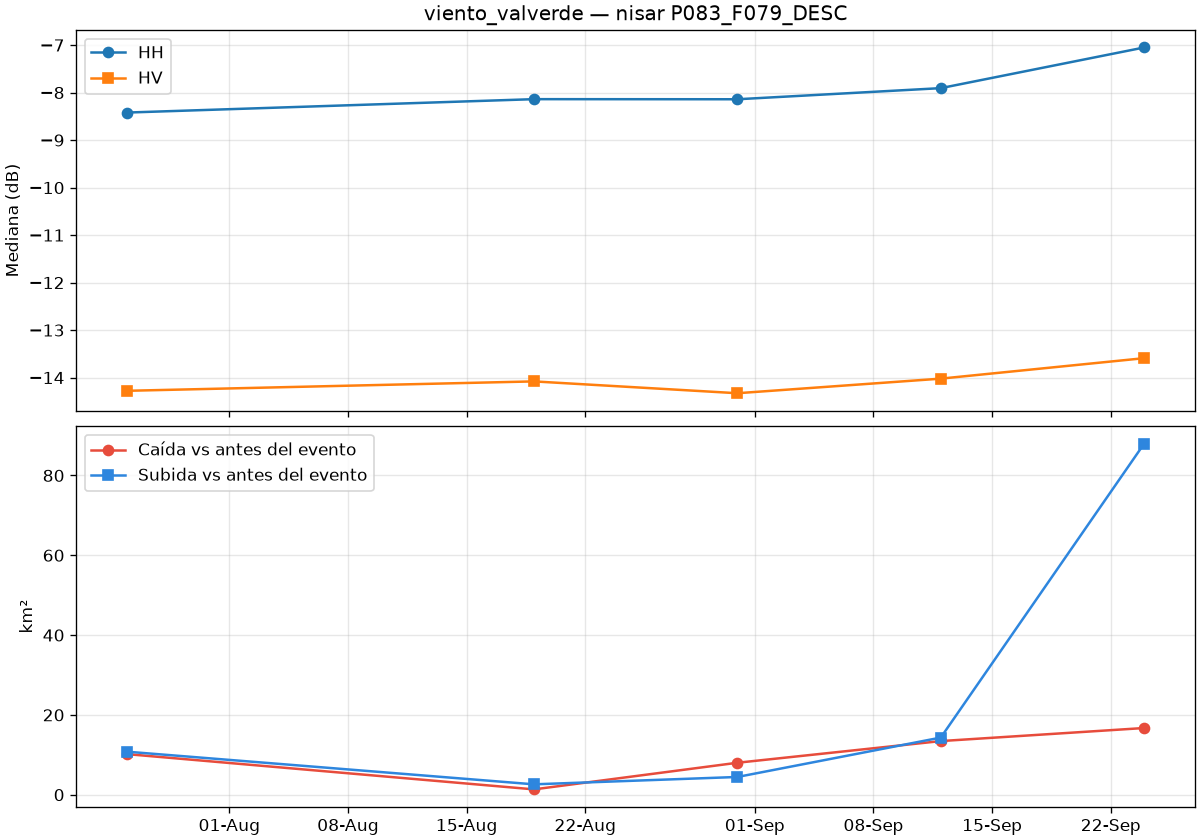 viento_valverde — nisar P083_F079_DESC
HH
HV
−7
−8
−9
−10
−11
−12
−13
−14
Mediana (dB)
Caída vs antes del evento
Subida vs antes del evento
80
60
40
20
0
km²
01-Aug 08-Aug 15-Aug 22-Aug 01-Sep 08-Sep 15-Sep 22-Sep